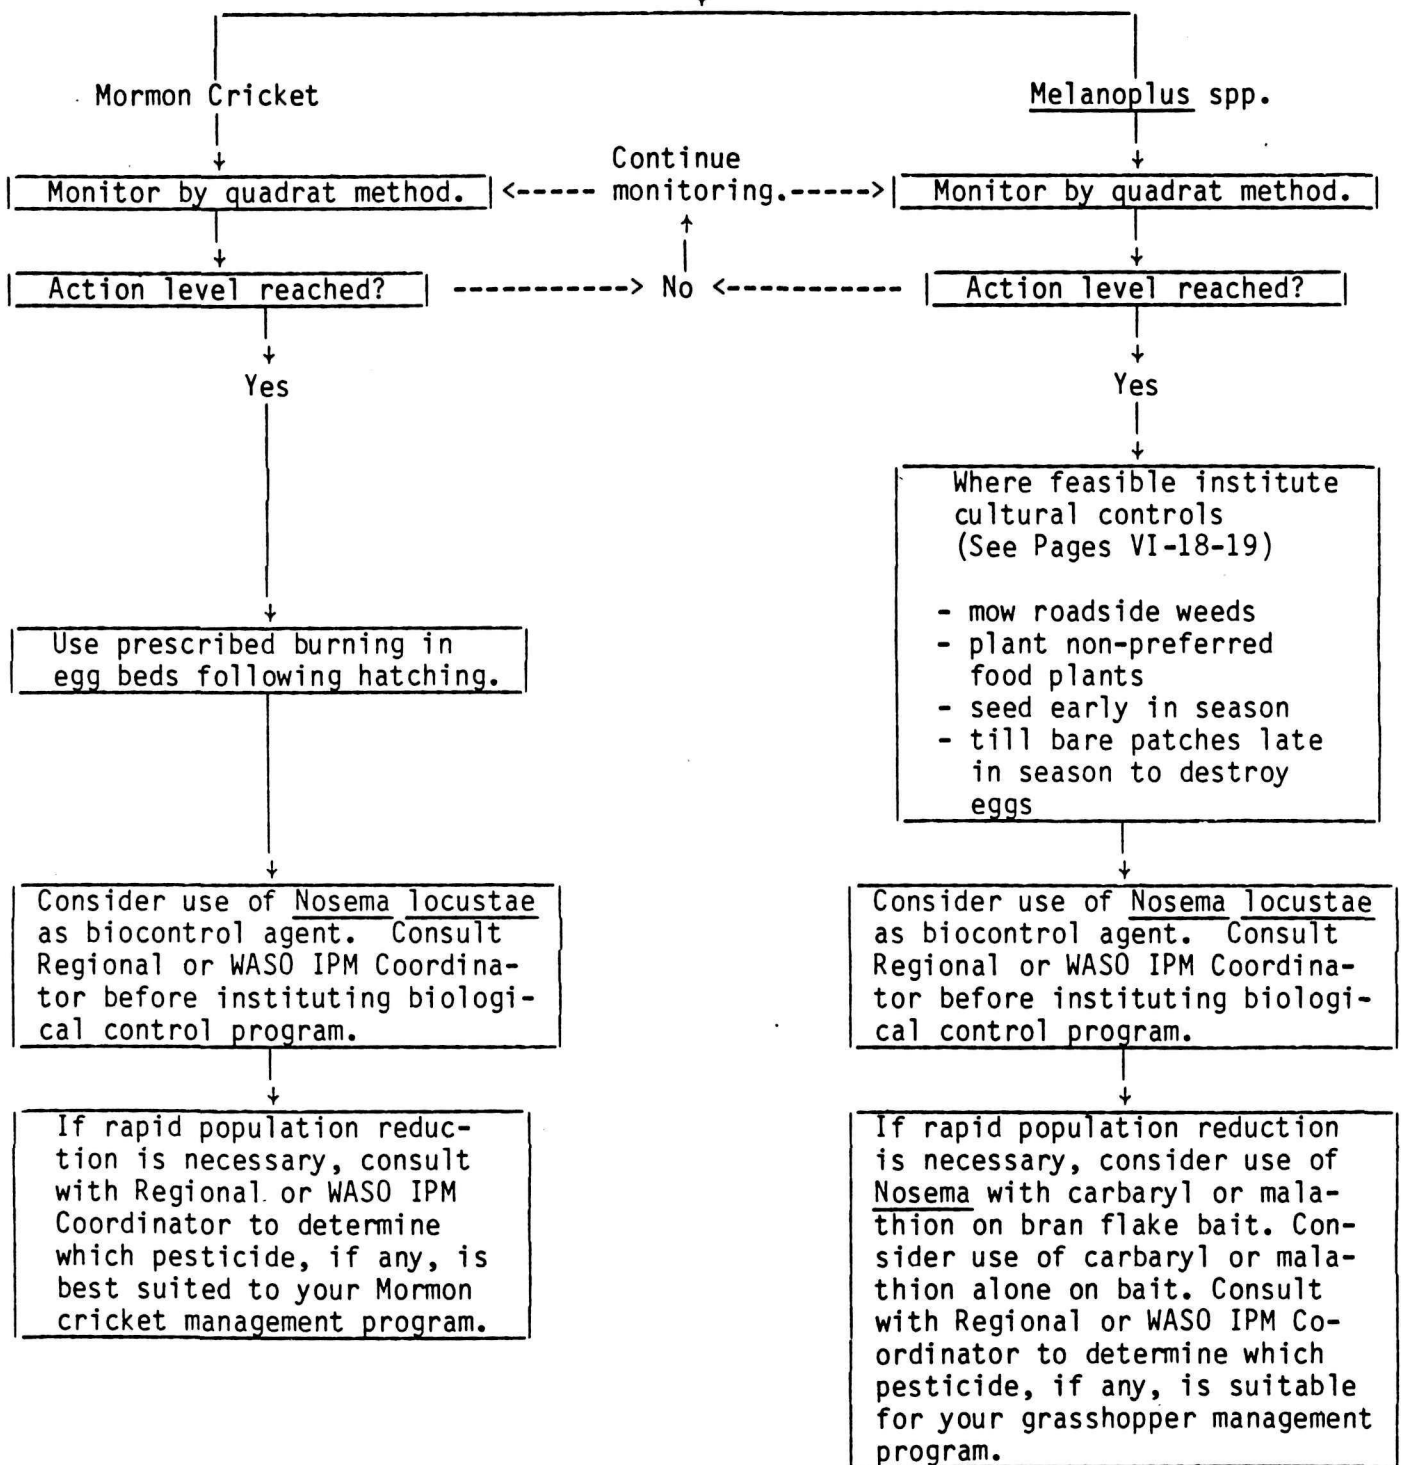 Mormon Cricket
Melanoplus spp.
Continue
monitoring.
Monitor by quadrat method.
Monitor by quadrat method.
Action level reached?
No
Action level reached?
Yes
Yes
Where feasible institute
cultural controls
(See Pages VI-18-19)
- mow roadside weeds
- plant non-preferred
food plants
- seed early in season
- till bare patches late
in season to destroy
eggs
Use prescribed burning in
egg beds following hatching.
Consider use of Nosema locustae
as biocontrol agent. Consult
Regional or WASO IPM Coordina-
tor before instituting biologi-
cal control program.
Consider use of Nosema locustae
as biocontrol agent. Consult
Regional or WASO IPM Coordina-
tor before instituting biologi-
cal control program.
If rapid population reduc-
tion is necessary, consult
with Regional or WASO IPM
Coordinator to determine
which pesticide, if any, is
best suited to your Mormon
cricket management program.
If rapid population reduction
is necessary, consider use of
Nosema with carbaryl or mala-
thion on bran flake bait. Con-
sider use of carbaryl or mala-
thion alone on bait. Consult
with Regional or WASO IPM Co-
ordinator to determine which
pesticide, if any, is suitable
for your grasshopper management
program.